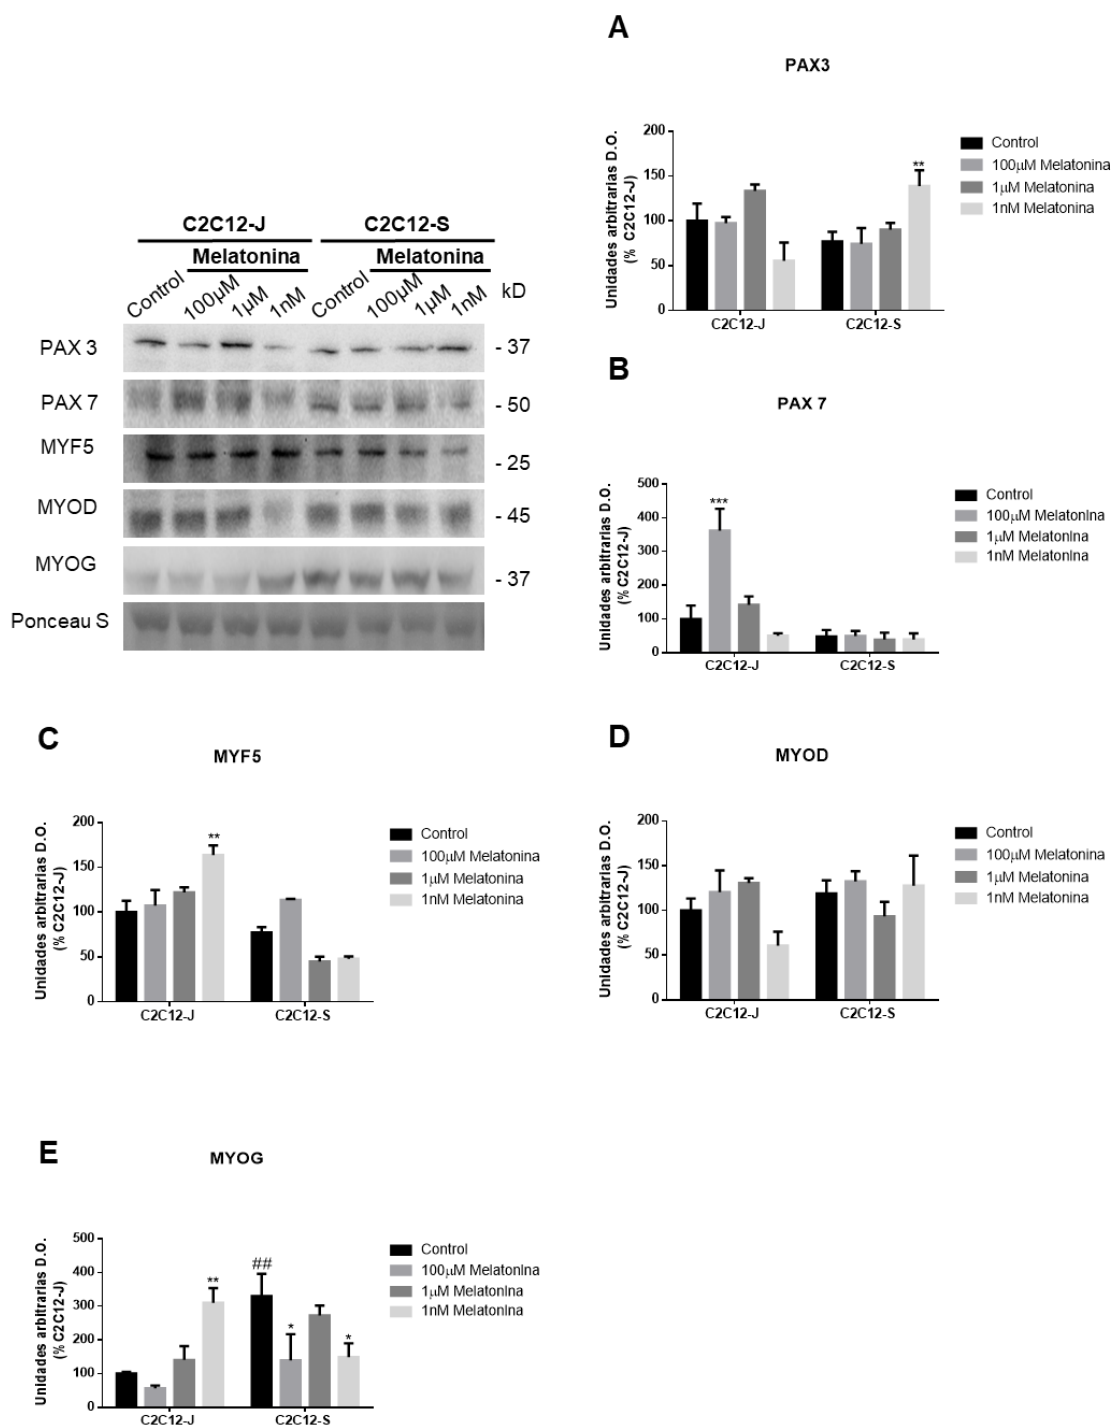 A
PAX3
Unidades arbitrarias D.O.
(% C2C12-J)
200
150
100
50
0
**
C2C12-J
C2C12-S
Control
100µM Melatonina
1µM Melatonina
1nM Melatonina
C2C12-J
C2C12-S
Melatonina
Melatonina
Control
100µM
1µM
1nM
Control
100µM
1µM
1nM
kD
PAX 3
- 37
PAX 7
- 50
MYF5
- 25
MYOD
- 45
MYOG
- 37
Ponceau S
B
PAX 7
Unidades arbitrarias D.O.
(% C2C12-J)
500
400
300
200
100
0
***
C2C12-J
C2C12-S
Control
100µM Melatonina
1µM Melatonina
1nM Melatonina
C
MYF5
Unidades arbitrarias D.O.
(% C2C12-J)
200
150
100
50
0
**
C2C12-J
C2C12-S
Control
100µM Melatonina
1µM Melatonina
1nM Melatonina
D
MYOD
Unidades arbitrarias D.O.
(% C2C12-J)
200
150
100
50
0
C2C12-J
C2C12-S
Control
100µM Melatonina
1µM Melatonina
1nM Melatonina
E
MYOG
Unidades arbitrarias D.O.
(% C2C12-J)
500
400
300
200
100
0
**
##
*
*
C2C12-J
C2C12-S
Control
100µM Melatonina
1µM Melatonina
1nM Melatonina